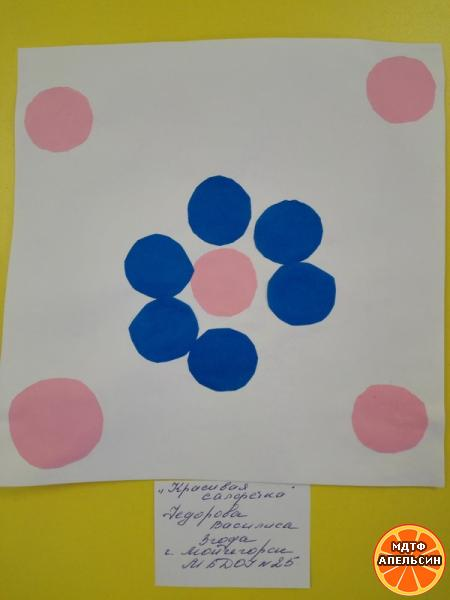 „Красивая
салфетка"
Федорова
Василиса
3 года
г. Мончегорск
МБДОУ №25
МДТФ
АПЕЛЬСИН